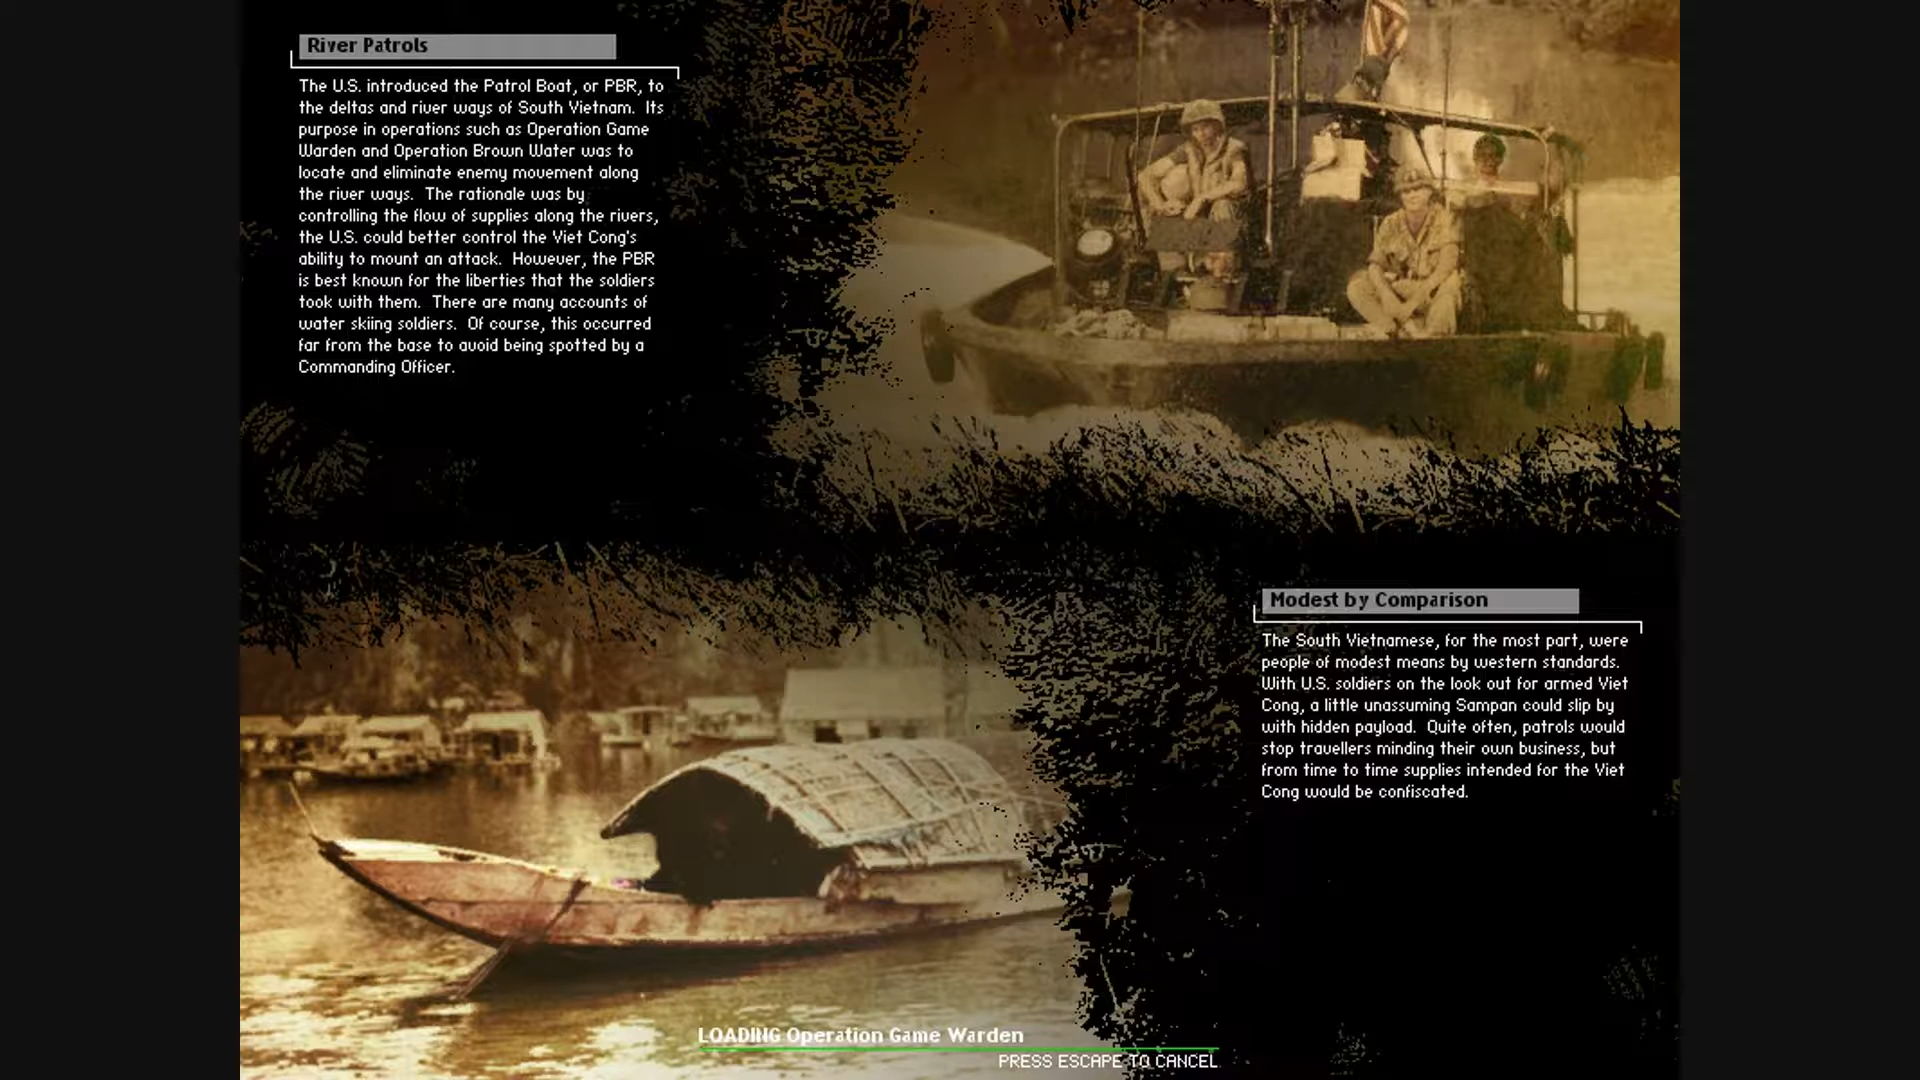 River Patrols
The U.S. introduced the Patrol Boat, or PBR, to
the deltas and river ways of South Vietnam.  Its
purpose in operations such as Operation Game
Warden and Operation Brown Water was to
locate and eliminate enemy movement along
the river ways.  The rationale was by
controlling the flow of supplies along the rivers,
the U.S. could better control the Viet Cong's
ability to mount an attack.  However, the PBR
is best known for the liberties that the soldiers
took with them.  There are many accounts of
water skiing soldiers.  Of course, this occurred
far from the base to avoid being spotted by a
Commanding Officer.
Modest by Comparison
The South Vietnamese, for the most part, were
people of modest means by western standards.
With U.S. soldiers on the look out for armed Viet
Cong, a little unassuming Sampan could slip by
with hidden payload.  Quite often, patrols would
stop travellers minding their own business, but
from time to time supplies intended for the Viet
Cong would be confiscated.
LOADING Operation Game Warden
PRESS ESCAPE TO CANCEL